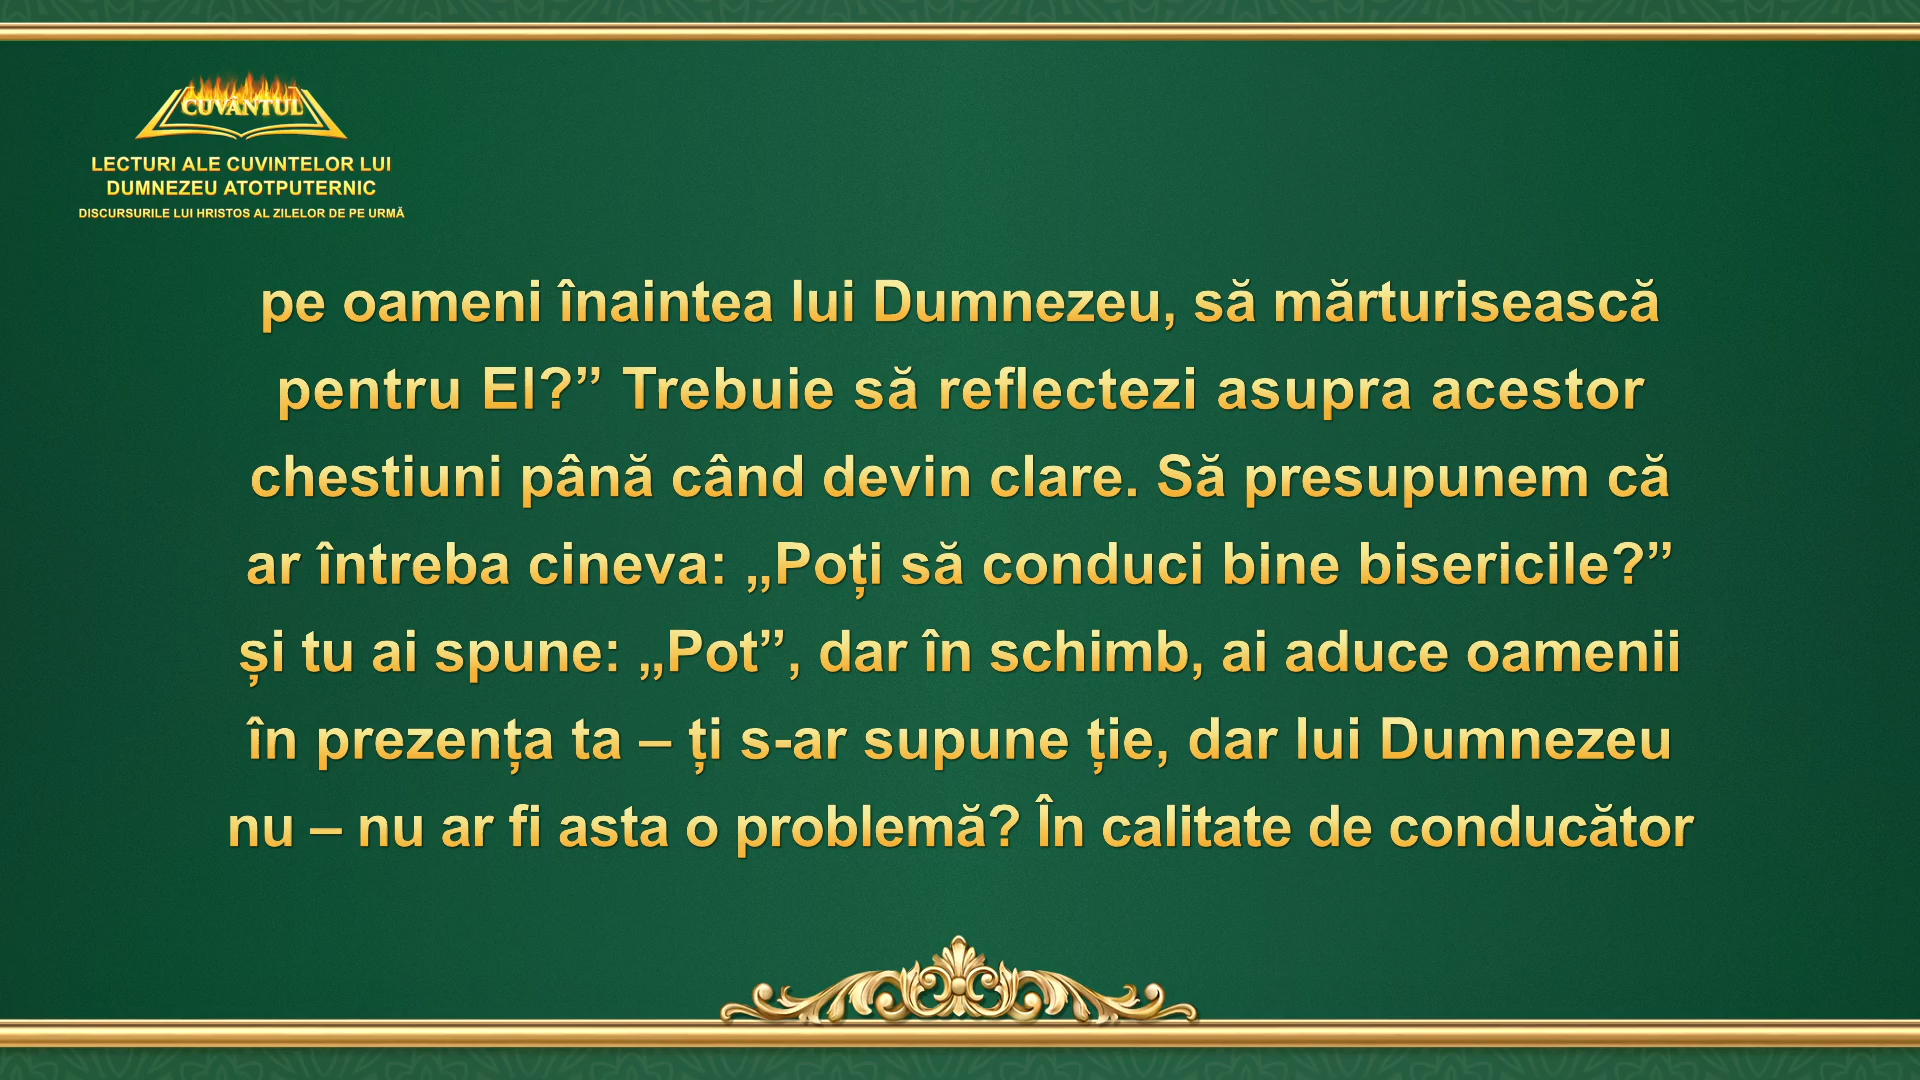 CUVÂNTUL
LECTURI ALE CUVINTELOR LUI
DUMNEZEU ATOTPUTERNIC
DISCURSURILE LUI HRISTOS AL ZILELOR DE PE URMĂ
pe oameni înaintea lui Dumnezeu, să mărturisească
pentru El?” Trebuie să reflectezi asupra acestor
chestiuni până când devin clare. Să presupunem că
ar întreba cineva: „Poți să conduci bine bisericile?”
și tu ai spune: „Pot”, dar în schimb, ai aduce oamenii
în prezența ta – ți s-ar supune ție, dar lui Dumnezeu
nu – nu ar fi asta o problemă? În calitate de conducător